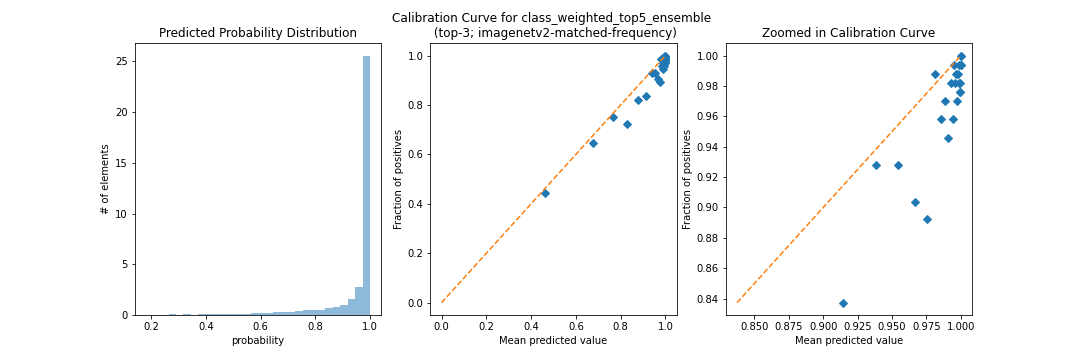 Calibration Curve for class_weighted_top5_ensemble
(top-3; imagenetv2-matched-frequency)
Predicted Probability Distribution
Zoomed in Calibration Curve
# of elements
25
20
15
10
5
0
0.2 0.4 0.6 0.8 1.0
probability
Fraction of positives
1.0
0.8
0.6
0.4
0.2
0.0
0.0 0.2 0.4 0.6 0.8 1.0
Mean predicted value
Fraction of positives
1.00
0.98
0.96
0.94
0.92
0.90
0.88
0.86
0.84
0.850 0.875 0.900 0.925 0.950 0.975 1.000
Mean predicted value